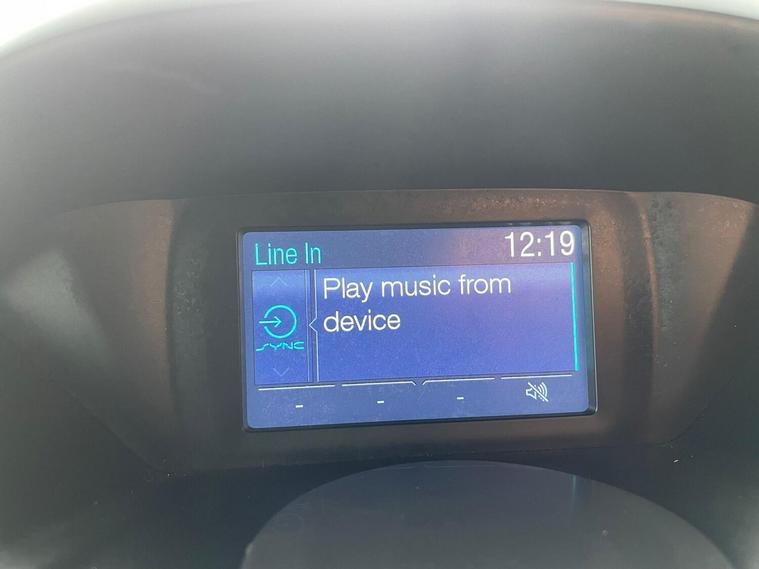 Line In
12:19
Play music from
device
SYNC
- - -